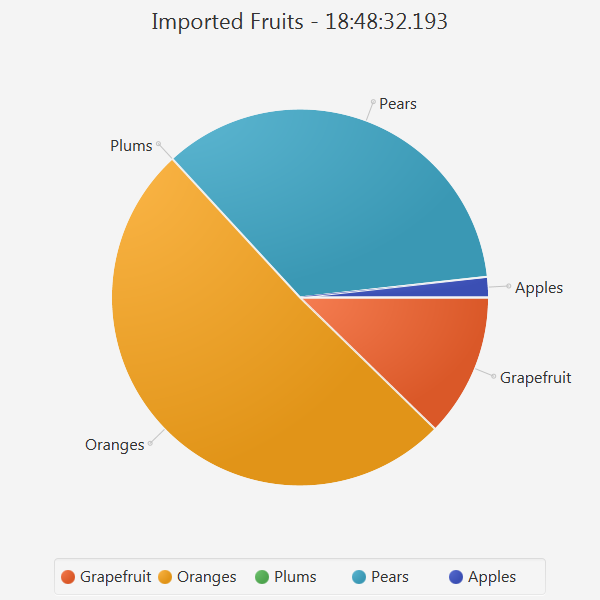 Imported Fruits - 18:48:32.193
Pears
Plums
Apples
Grapefruit
Oranges
Grapefruit Oranges Plums Pears Apples